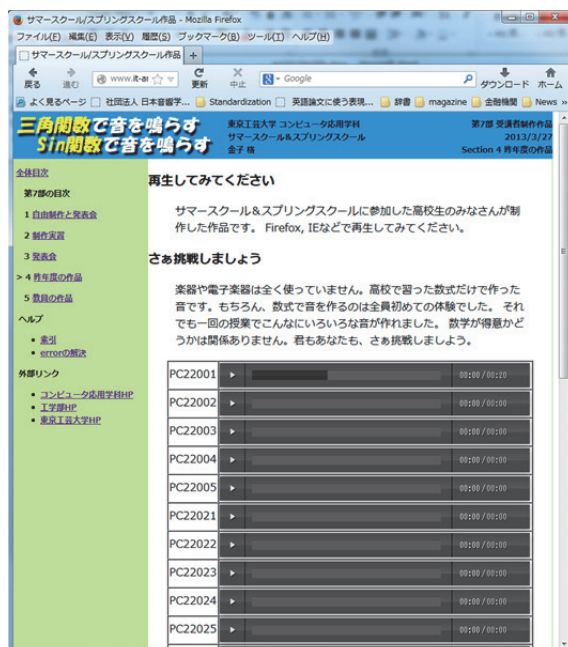 サマースクール/スプリングスクール作品 - Mozilla Firefox
ファイル(F) 編集(E) 表示(V) 履歴(S) ブックマーク(B) ツール(T) ヘルプ(H)
サマースクール/スプリングスクール作品 +
www.it-ar
Google
戻る 進む 更新 中止 ダウンロード ホーム
よく見るページ 社団法人 日本音響学... Standardization 英語論文に使う表現... 辞書 magazine 金融機関 News »
三角関数で音を鳴らす
Sin関数で音を鳴らす
東京工芸大学 コンピュータ応用学科
サマースクール&スプリングスクール
金子 格
第7部 受講者制作作品
2013/3/27
Section 4 昨年度の作品
全体目次
第7部の目次
1 自由制作と発表会
2 制作実習
3 発表会
> 4 昨年度の作品
5 教員の作品
ヘルプ
索引
errorの解決
外部リンク
コンピュータ応用学科HP
工学部HP
東京工芸大学HP
再生してみてください
サマースクール&スプリングスクールに参加した高校生のみなさんが制
作した作品です。 Firefox, IEなどで再生してみてください。
さぁ挑戦しましょう
楽器や電子楽器は全く使っていません。高校で習った数式だけで作った
音です。もちろん、数式で音を作るのは全員初めての体験でした。 それ
でも一回の授業でこんなにいろいろな音が作れました。 数学が得意かど
うかは関係ありません。君もあなたも、さぁ挑戦しましょう。
PC22001 00:00/00:20
PC22002 00:00/00:00
PC22003 00:00/00:00
PC22004 00:00/00:00
PC22005 00:00/00:00
PC22021 00:00/00:00
PC22022 00:00/00:00
PC22023 00:00/00:00
PC22024 00:00/00:00
PC22025 00:00/00:00